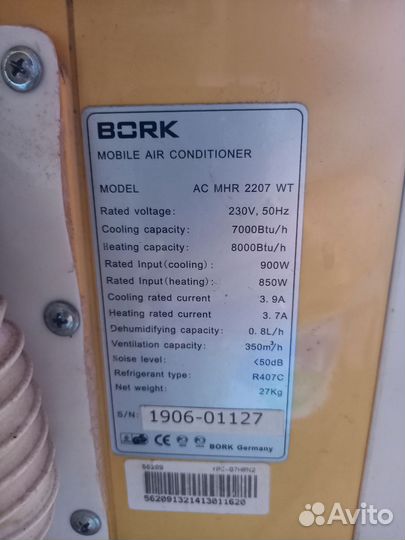 BORK
MOBILE AIR CONDITIONER
MODEL AC MHR 2207 WT
Rated voltage: 230V, 50Hz
Cooling capacity: 7000Btu/h
Heating capacity: 8000Btu/h
Rated Input(cooling): 900W
Rated Input(heating): 850W
Cooling rated current 3.9A
Heating rated current 3.7A
Dehumidifying capacity: 0.8L/h
Ventilation capacity: 350m³/h
Noise level: <50dB
Refrigerant type: R407C
Net weight: 27Kg
S/N: 1906-01127
BORK Germany
56209
562091321413011620
Avito